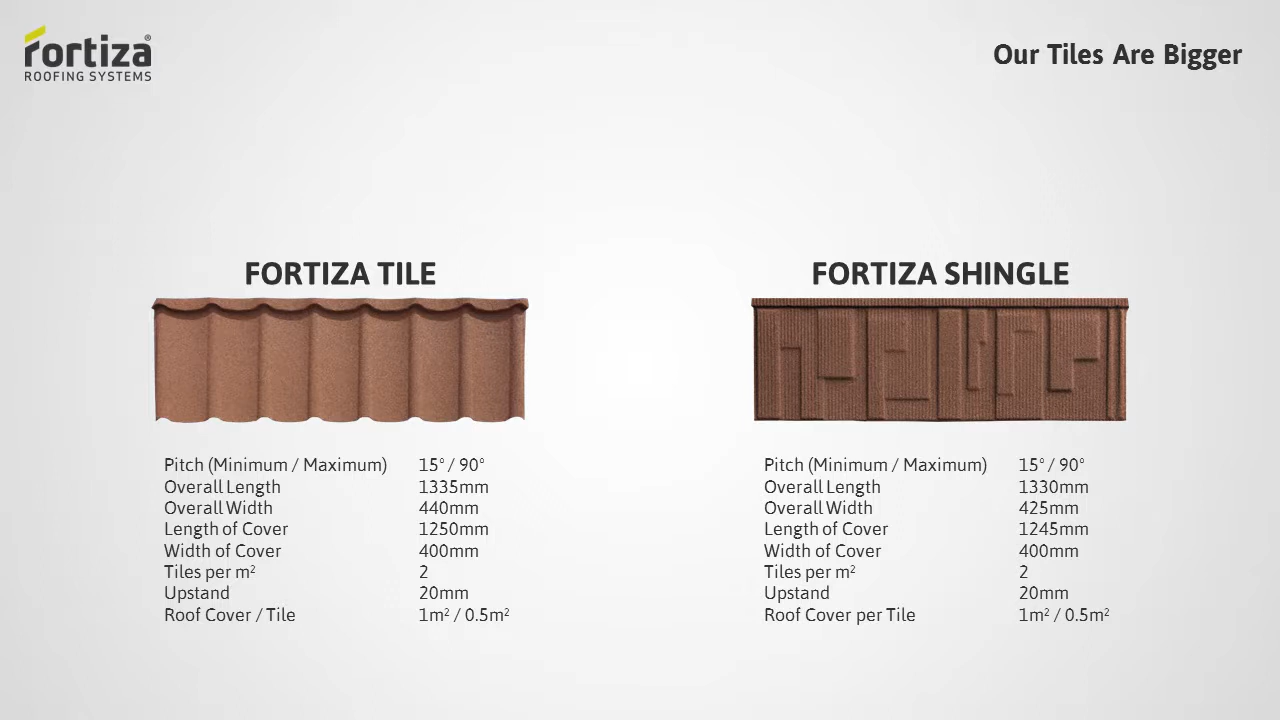 Fortiza®
ROOFING SYSTEMS
Our Tiles Are Bigger
FORTIZA TILE
Pitch (Minimum / Maximum) 15° / 90°
Overall Length 1335mm
Overall Width 440mm
Length of Cover 1250mm
Width of Cover 400mm
Tiles per m² 2
Upstand 20mm
Roof Cover / Tile 1m² / 0.5m²
FORTIZA SHINGLE
Pitch (Minimum / Maximum) 15° / 90°
Overall Length 1330mm
Overall Width 425mm
Length of Cover 1245mm
Width of Cover 400mm
Tiles per m² 2
Upstand 20mm
Roof Cover per Tile 1m² / 0.5m²